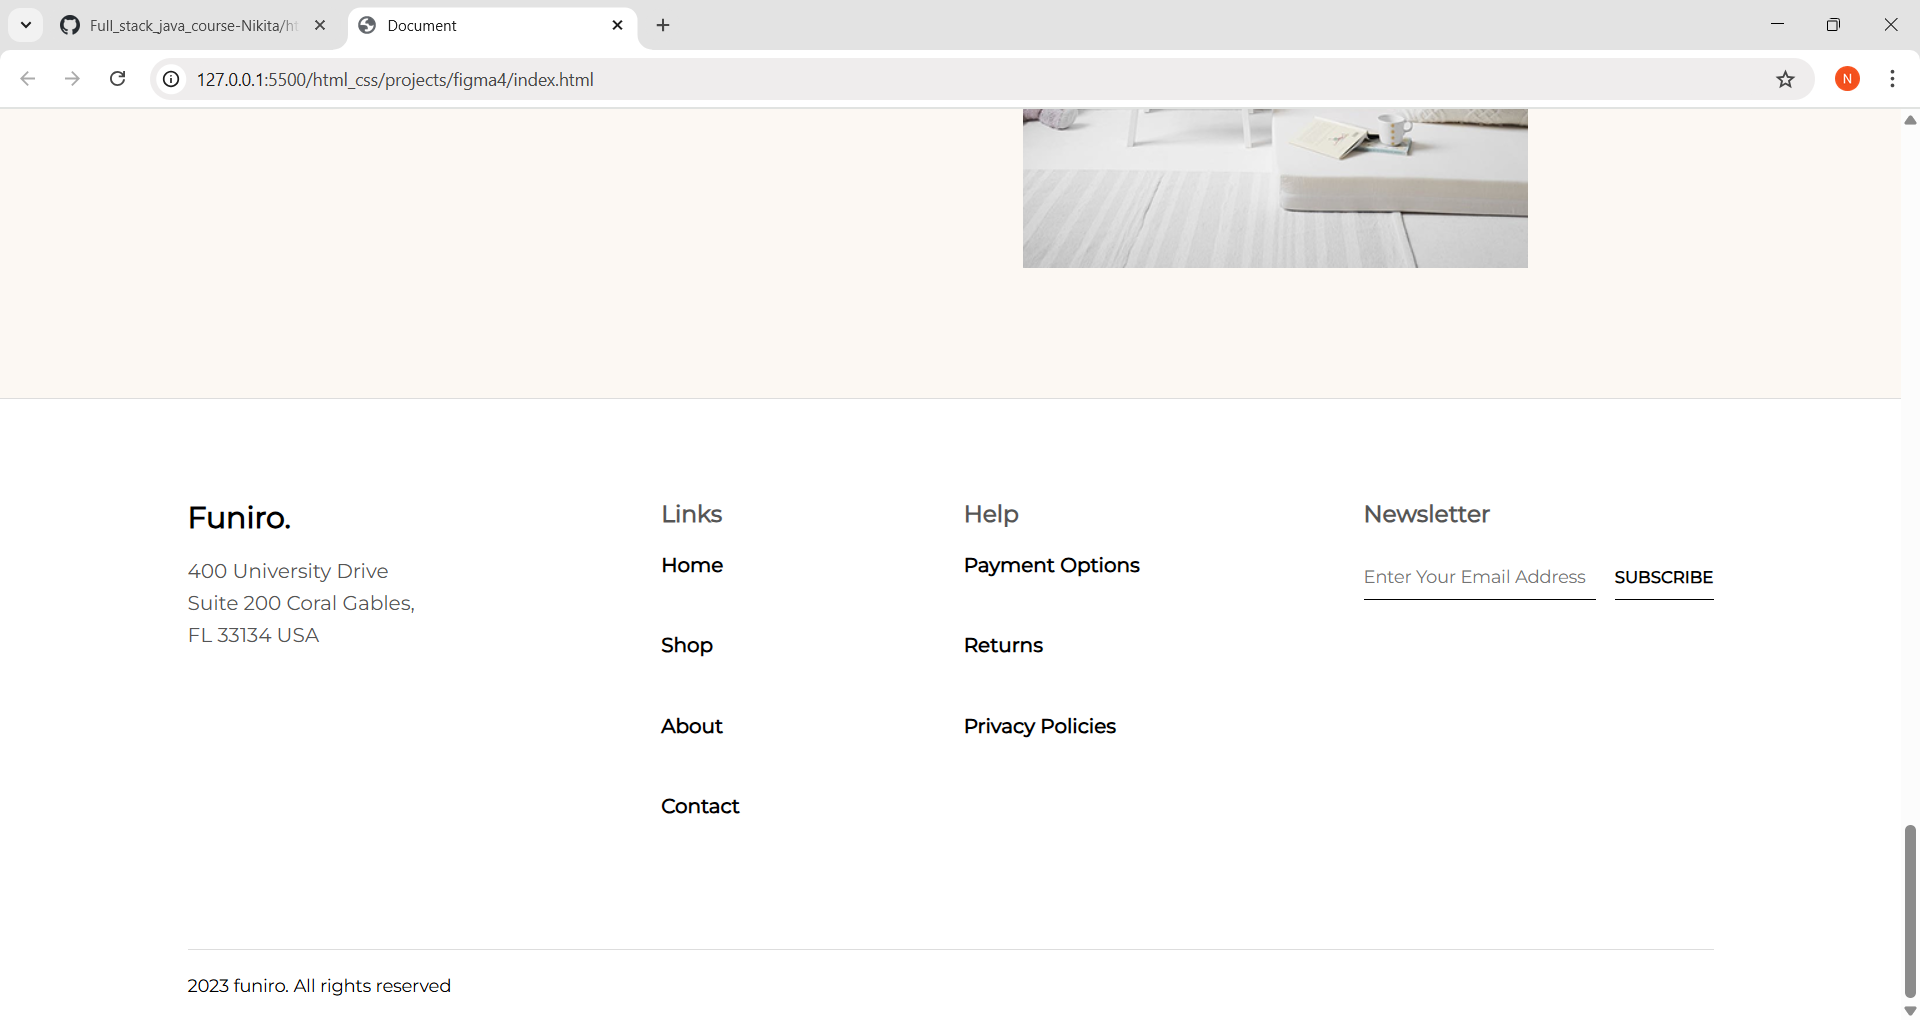 Full_stack_java_course-Nikita/ht
Document
127.0.0.1:5500/html_css/projects/figma4/index.html
N
Funiro.
400 University Drive
Suite 200 Coral Gables,
FL 33134 USA
Links
Home
Shop
About
Contact
Help
Payment Options
Returns
Privacy Policies
Newsletter
Enter Your Email Address
SUBSCRIBE
2023 funiro. All rights reserved